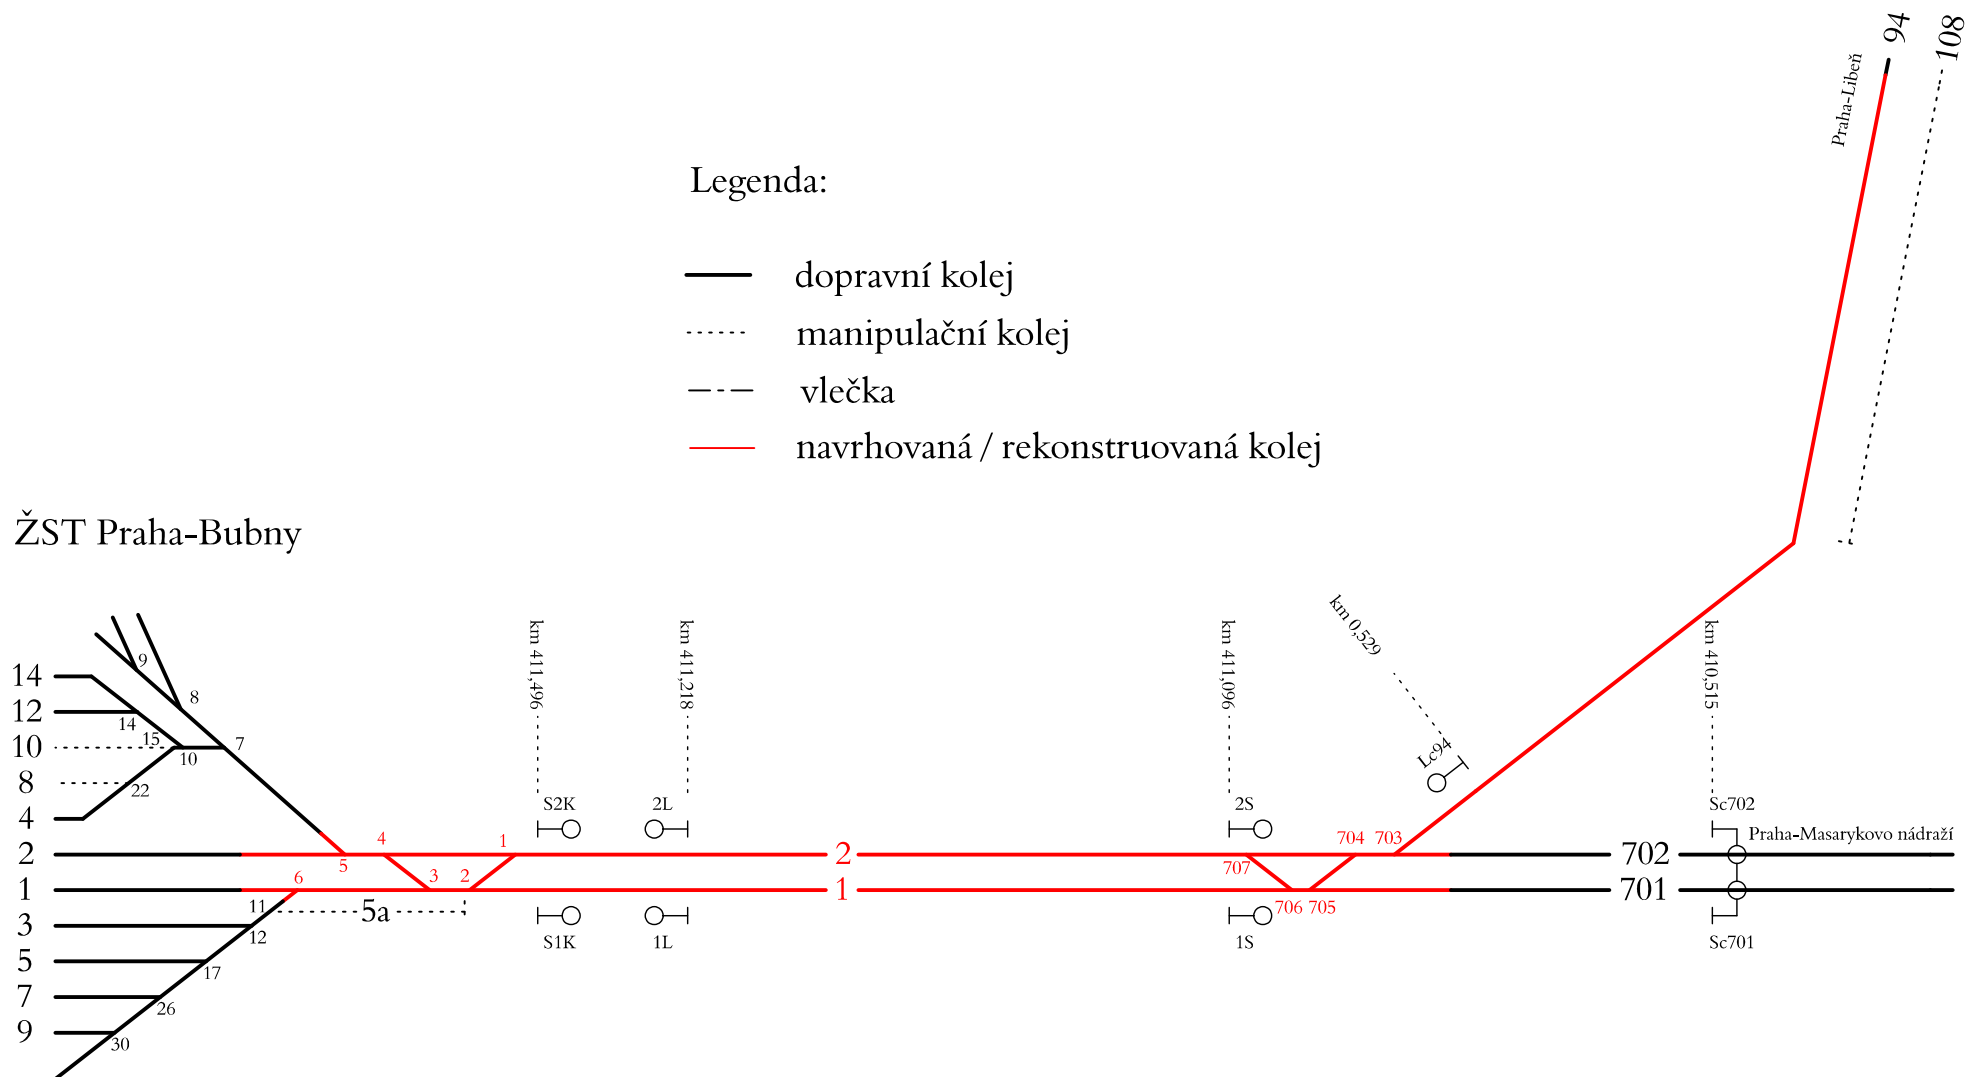 94
108
Praha-Libeň
Legenda:
dopravní kolej
manipulační kolej
vlečka
navrhovaná / rekonstruovaná kolej
ŽST Praha-Bubny
km 411,496
km 411,218
km 411,096
km 0,529
km 410,515
9
14
8
12
14
10
15
7
10
8
22
4
Lc94
S2K
2L
2S
Sc702
Praha-Masarykovo nádraží
4
1
704
703
2
5
2
707
702
1
6
3
2
1
701
11
5a
706
705
3
12
S1K
1L
1S
Sc701
5
17
7
26
9
30